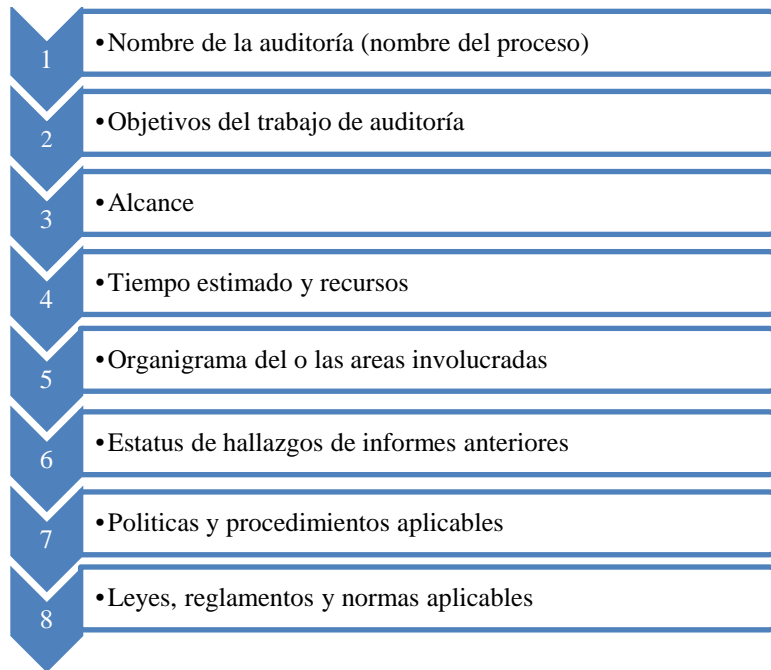 1
•Nombre de la auditoría (nombre del proceso)
2
•Objetivos del trabajo de auditoría
3
•Alcance
4
•Tiempo estimado y recursos
5
•Organigrama del o las areas involucradas
6
•Estatus de hallazgos de informes anteriores
7
•Politicas y procedimientos aplicables
8
•Leyes, reglamentos y normas aplicables